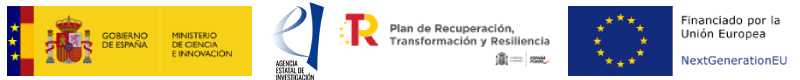 GOBIERNO
DE ESPAÑA
MINISTERIO
DE CIENCIA
E INNOVACIÓN
AGENCIA
ESTATAL DE
INVESTIGACIÓN
Plan de Recuperación,
Transformación y Resiliencia
Financiado por la
Unión Europea
NextGenerationEU